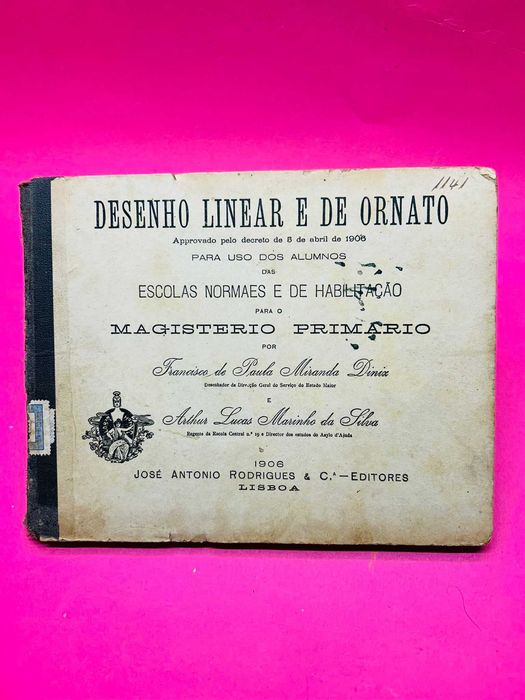 1141
DESENHO LINEAR E DE ORNATO
Approvado pelo decreto de 5 de abril de 1906
PARA USO DOS ALUMNOS
DAS
ESCOLAS NORMAES E DE HABILITAÇÃO
PARA O
MAGISTERIO PRIMARIO
POR
Francisco de Paula Miranda Diniz
Desenhador da Direcção Geral do Serviço do Estado Maior
E
Arthur Lucas Marinho da Silva
Regente da Escola Central n.º 19 e Director dos estudos do Asylo d'Ajuda
1906
JOSÉ ANTONIO RODRIGUES & C.ª—EDITORES
LISBOA